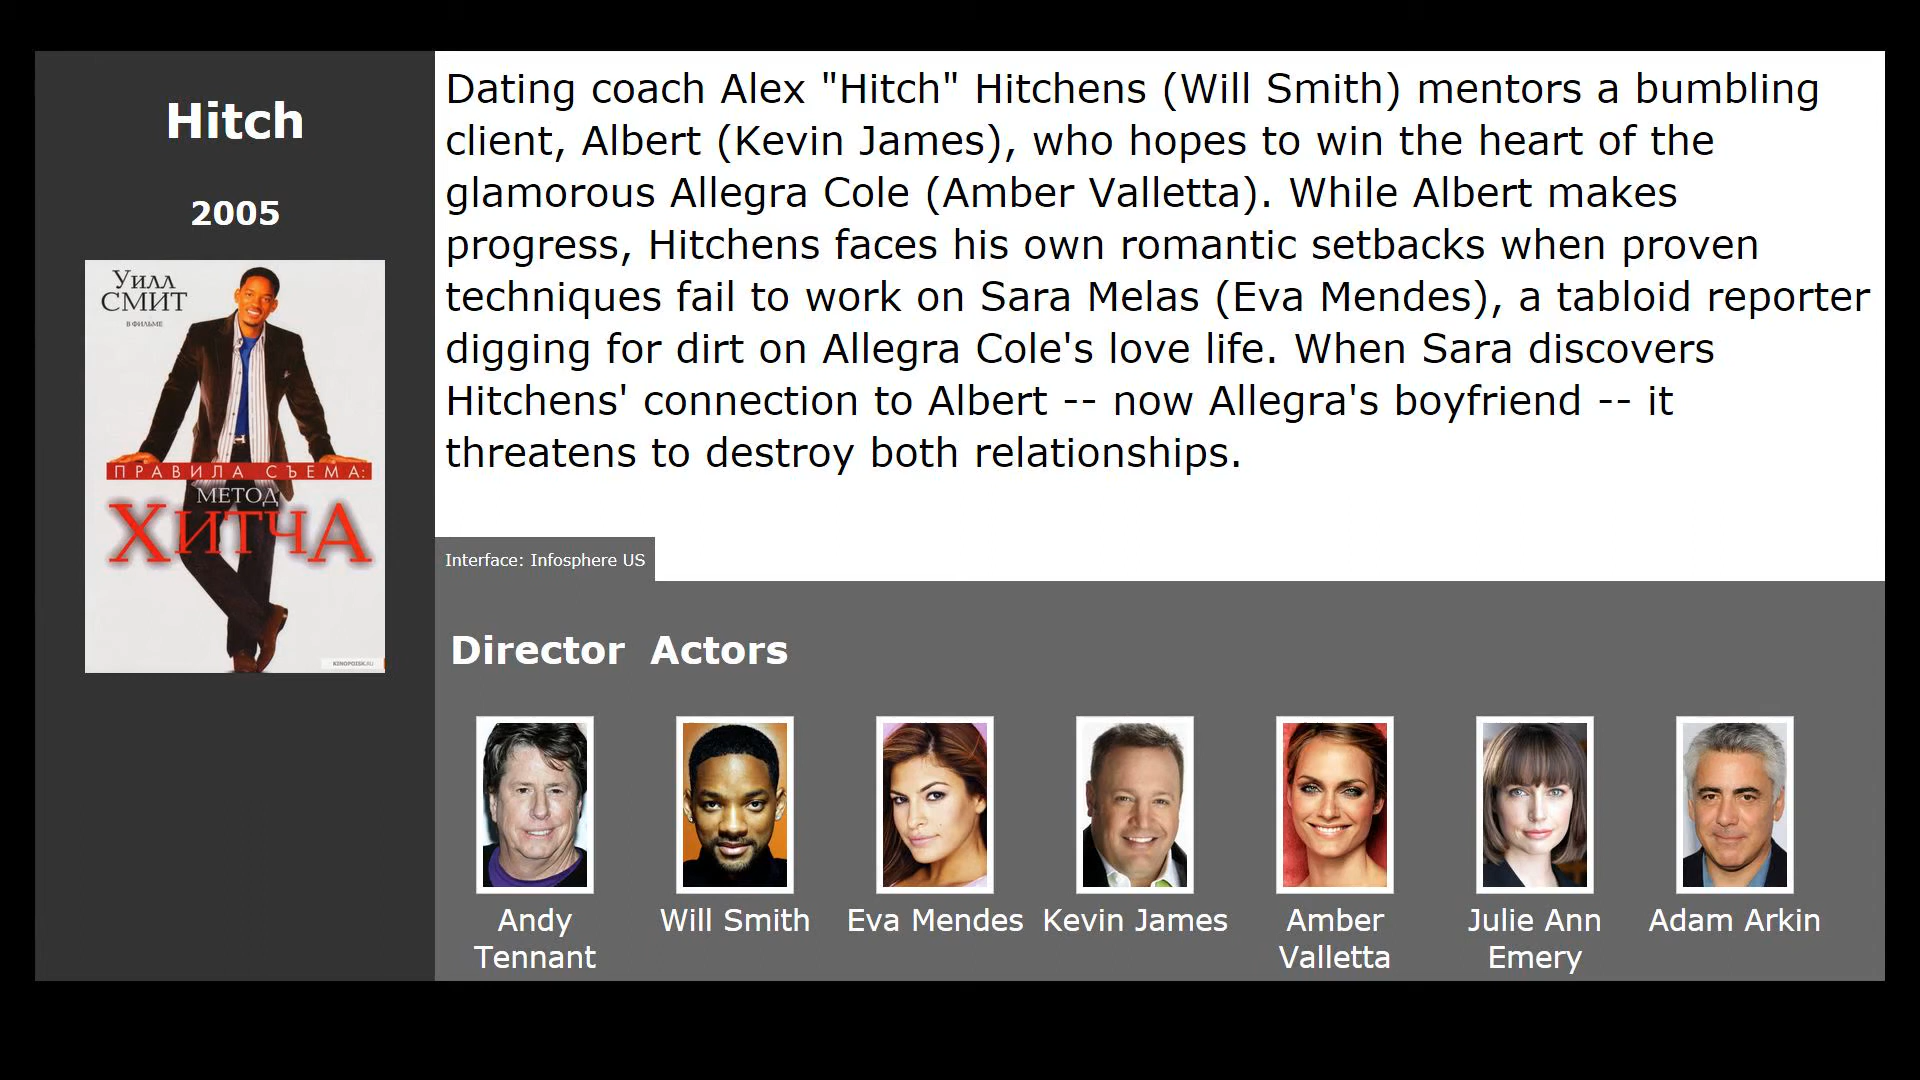 Hitch
2005
Уилл
СМИТ
В ФИЛЬМЕ
ПРАВИЛА СЪЕМА:
МЕТОД
ХИТЧА
KINOPOISK.RU
Dating coach Alex "Hitch" Hitchens (Will Smith) mentors a bumbling
client, Albert (Kevin James), who hopes to win the heart of the
glamorous Allegra Cole (Amber Valletta). While Albert makes
progress, Hitchens faces his own romantic setbacks when proven
techniques fail to work on Sara Melas (Eva Mendes), a tabloid reporter
digging for dirt on Allegra Cole's love life. When Sara discovers
Hitchens' connection to Albert -- now Allegra's boyfriend -- it
threatens to destroy both relationships.
Interface: Infosphere US
Director Actors
Andy
Tennant
Will Smith
Eva Mendes
Kevin James
Amber
Valletta
Julie Ann
Emery
Adam Arkin